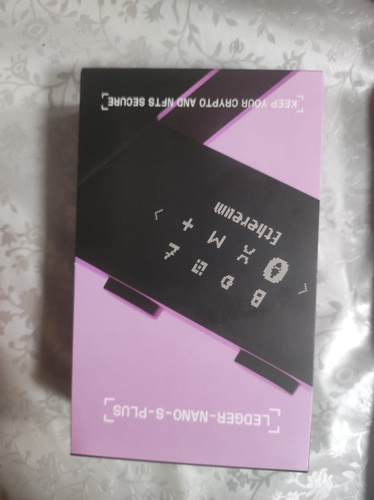 [LEDGER-NANO-S-PLUS]
Ethereum
[KEEP YOUR CRYPTO AND NFTS SECURE]